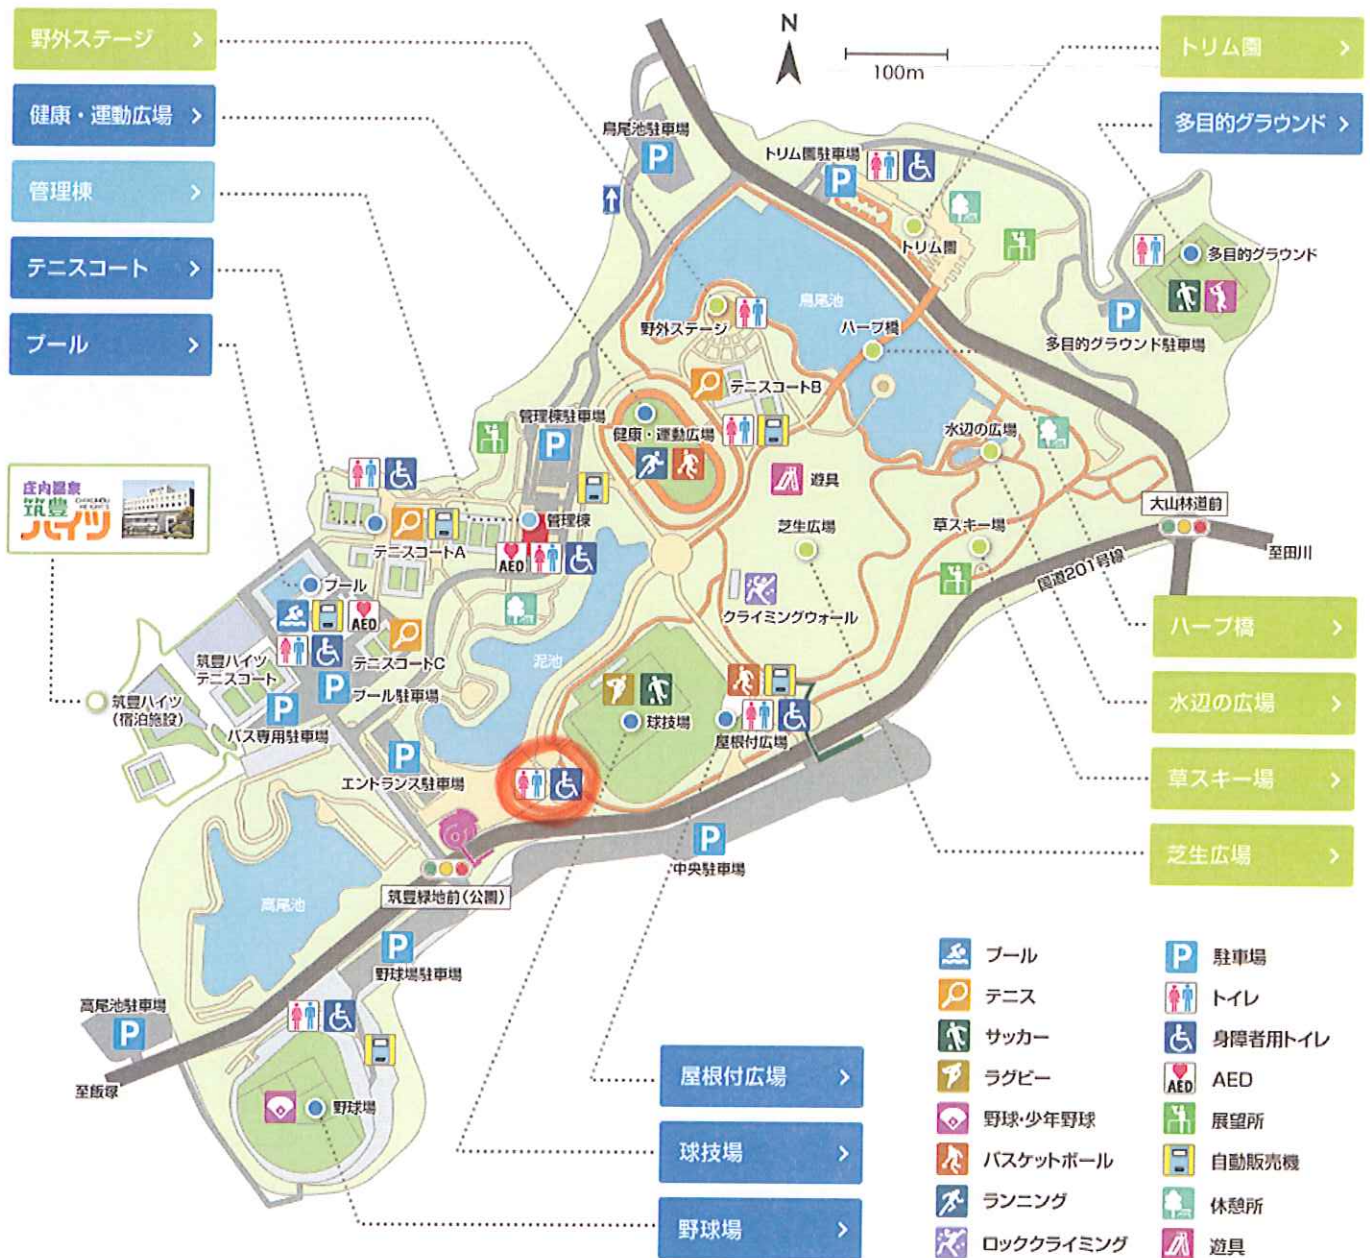 野外ステージ
健康・運動広場
管理棟
テニスコート
プール
N
100m
トリム園
多目的グラウンド
鳥尾池駐車場
P
トリム園駐車場
P
トリム園
多目的グラウンド
P
多目的グラウンド駐車場
鳥尾池
野外ステージ
ハープ橋
テニスコートB
管理棟駐車場
P
健康・運動広場
水辺の広場
遊具
大山林道前
庄内温泉
筑豊
ハイツ
管理棟
テニスコートA
AED
芝生広場
草スキー場
至田川
国道201号線
プール
AED
クライミングウォール
筑豊ハイツ
テニスコート
テニスコートC
P
プール駐車場
泥池
筑豊ハイツ
(宿泊施設)
P
バス専用駐車場
球技場
屋根付広場
P
エントランス駐車場
ハープ橋
水辺の広場
草スキー場
芝生広場
P
中央駐車場
筑豊緑地前(公園)
高尾池
P
野球場駐車場
高尾池駐車場
P
至飯塚
野球場
屋根付広場
球技場
野球場
プール
テニス
サッカー
ラグビー
野球・少年野球
バスケットボール
ランニング
ロッククライミング
P 駐車場
トイレ
身障者用トイレ
AED AED
展望所
自動販売機
休憩所
遊具